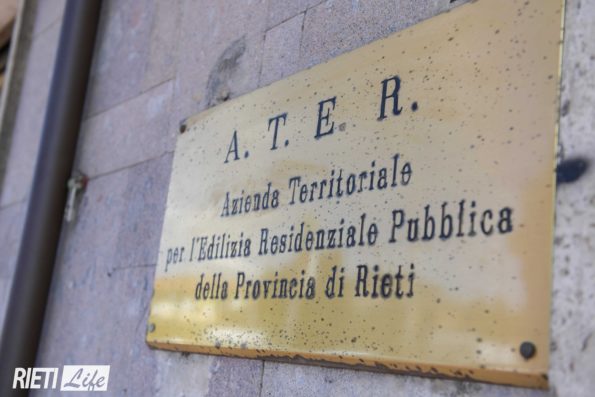 A. T. E. R.
Azienda Territoriale
per l'Edilizia Residenziale Pubblica
della Provincia di Rieti
RIETI Life